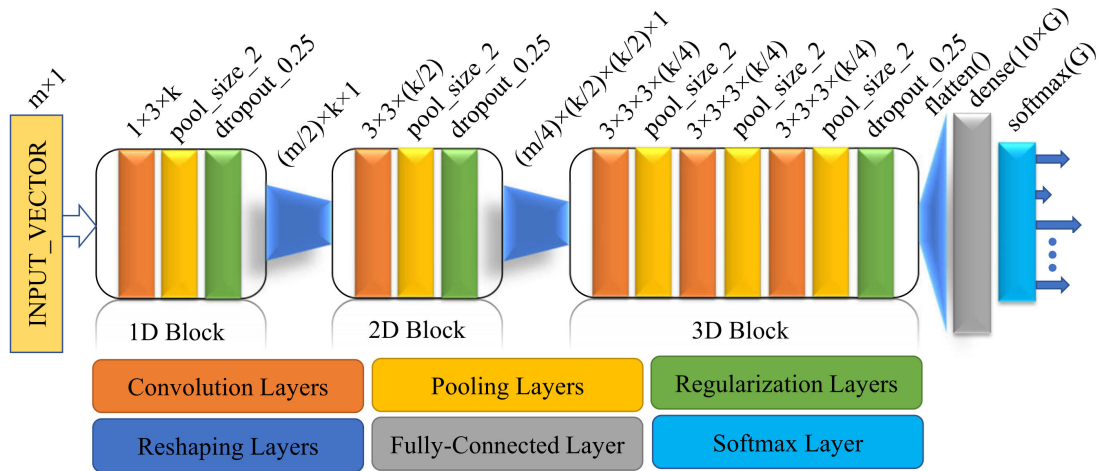 m×1
INPUT_VECTOR
1×3×k
pool_size_2
dropout_0.25
(m/2)×k×1
3×3×(k/2)
pool_size_2
dropout_0.25
(m/4)×(k/2)×(k/2)×1
3×3×3×(k/4)
pool_size_2
3×3×3×(k/4)
pool_size_2
3×3×3×(k/4)
pool_size_2
dropout_0.25
flatten()
dense(10×G)
softmax(G)
1D Block
2D Block
3D Block
Convolution Layers
Pooling Layers
Regularization Layers
Reshaping Layers
Fully-Connected Layer
Softmax Layer